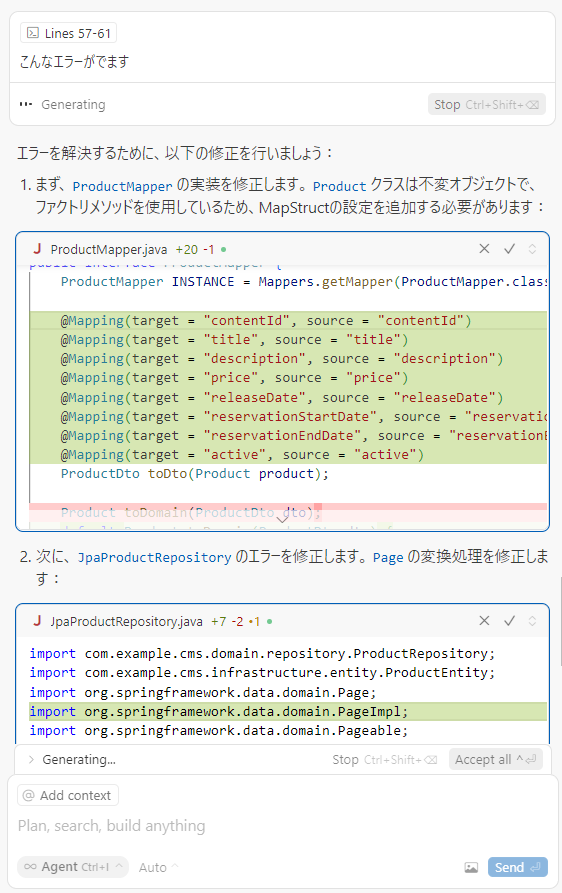 Lines 57-61
こんなエラーがでます
Generating
Stop Ctrl+Shift+⌫
エラーを解決するために、以下の修正を行いましょう：
1. まず、 ProductMapper の実装を修正します。 Product クラスは不変オブジェクトで、
ファクトリメソッドを使用しているため、MapStructの設定を追加する必要があります：
J ProductMapper.java +20 -1
public interface ProductMapper {
ProductMapper INSTANCE = Mappers.getMapper(ProductMapper.class
@Mapping(target = "contentId", source = "contentId")
@Mapping(target = "title", source = "title")
@Mapping(target = "description", source = "description")
@Mapping(target = "price", source = "price")
@Mapping(target = "releaseDate", source = "releaseDate")
@Mapping(target = "reservationStartDate", source = "reservatio
@Mapping(target = "reservationEndDate", source = "reservationE
@Mapping(target = "active", source = "active")
ProductDto toDto(Product product);
Product toDomain(ProductDto dto);
2. 次に、 JpaProductRepository のエラーを修正します。 Page の変換処理を修正しま
す：
J JpaProductRepository.java +7 -2 •1
import com.example.cms.domain.repository.ProductRepository;
import com.example.cms.infrastructure.entity.ProductEntity;
import org.springframework.data.domain.Page;
import org.springframework.data.domain.PageImpl;
import org.springframework.data.domain.Pageable;
Generating...
Stop Ctrl+Shift+⌫
Accept all ^⏎
@ Add context
Plan, search, build anything
∞ Agent Ctrl+I ^
Auto ^
Send ⏎